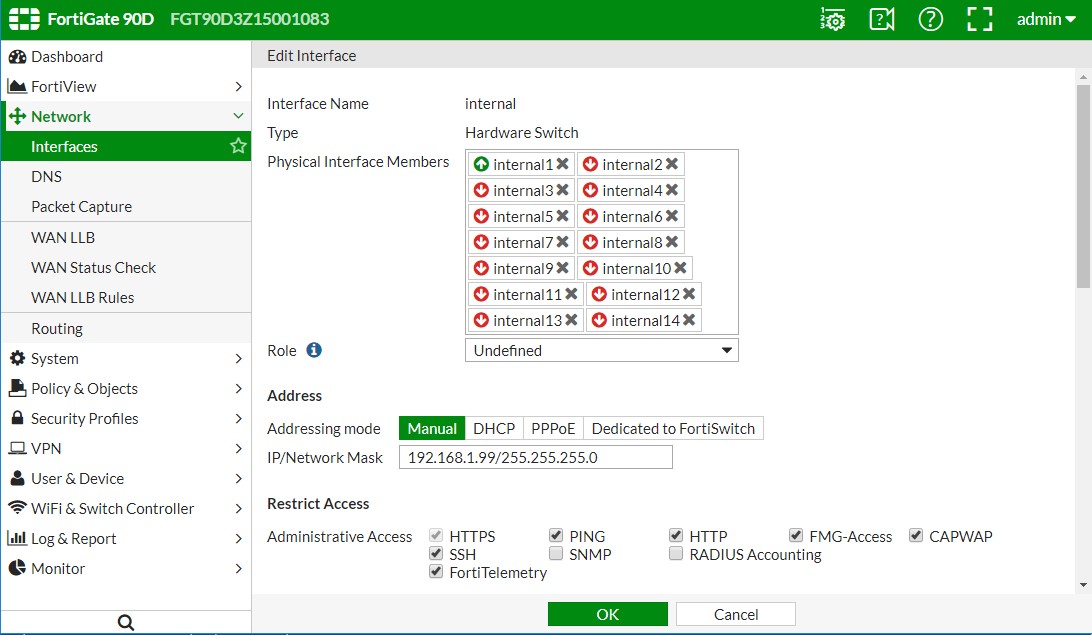 FortiGate 90D FGT90D3Z15001083 admin
Dashboard
FortiView
Network
Interfaces
DNS
Packet Capture
WAN LLB
WAN Status Check
WAN LLB Rules
Routing
System
Policy & Objects
Security Profiles
VPN
User & Device
WiFi & Switch Controller
Log & Report
Monitor
Edit Interface
Interface Name internal
Type Hardware Switch
Physical Interface Members internal1 internal2
internal3 internal4
internal5 internal6
internal7 internal8
internal9 internal10
internal11 internal12
internal13 internal14
Role Undefined
Address
Addressing mode Manual DHCP PPPoE Dedicated to FortiSwitch
IP/Network Mask 192.168.1.99/255.255.255.0
Restrict Access
Administrative Access HTTPS PING HTTP FMG-Access CAPWAP
SSH SNMP RADIUS Accounting
FortiTelemetry
OK Cancel